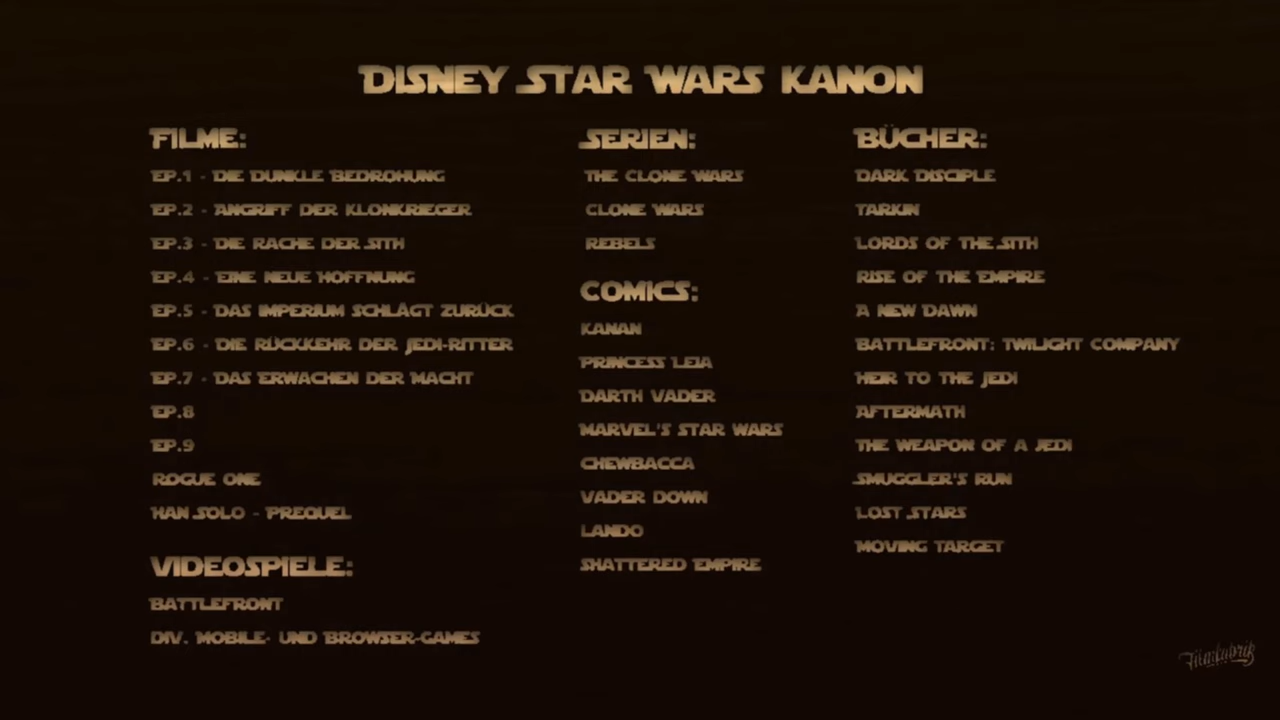 Disney Star Wars Kanon
Filme:
Ep.1 - Die Dunkle Bedrohung
Ep.2 - Angriff der Klonkrieger
Ep.3 - Die Rache der Sith
Ep.4 - Eine neue Hoffnung
Ep.5 - Das Imperium schlägt zurück
Ep.6 - Die Rückkehr der Jedi-Ritter
Ep.7 - Das Erwachen der Macht
Ep.8
Ep.9
Rogue One
Han Solo - Prequel
Videospiele:
Battlefront
Div. Mobile- und Browser-Games
Serien:
The Clone Wars
Clone Wars
Rebels
Comics:
Kanan
Princess Leia
Darth Vader
Marvel's Star Wars
Chewbacca
Vader Down
Lando
Shattered Empire
Bücher:
Dark Disciple
Tarkin
Lords of the Sith
Rise of the Empire
A New Dawn
Battlefront: Twilight Company
Heir to the Jedi
Aftermath
The Weapon of a Jedi
Smuggler's Run
Lost Stars
Moving Target
Filmfabrik